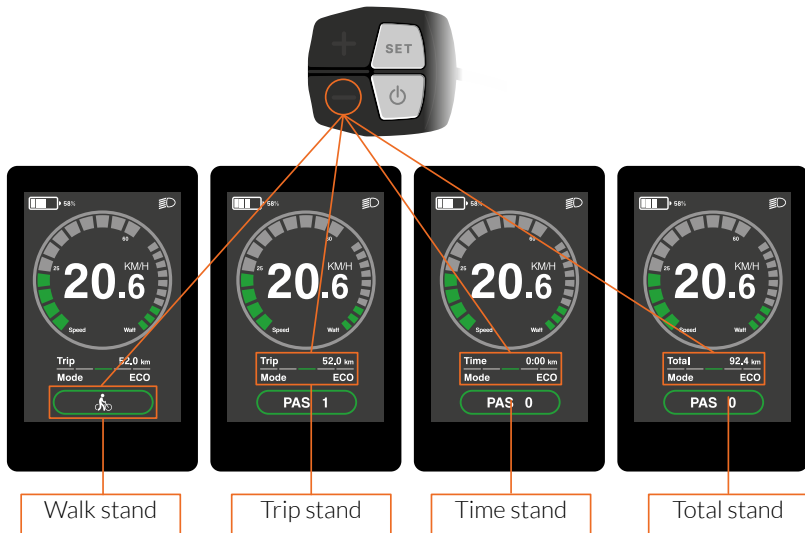 SET
58%
60
25
KM/H
20.6
Speed Watt
Trip 52,0 km
Mode ECO
Walk stand
58%
60
25
KM/H
20.6
Speed Watt
Trip 52,0 km
Mode ECO
PAS 1
Trip stand
58%
60
25
KM/H
20.6
Speed Watt
Time 0:00 km
Mode ECO
PAS 0
Time stand
58%
60
25
KM/H
20.6
Speed Watt
Total 92,4 km
Mode ECO
PAS 0
Total stand